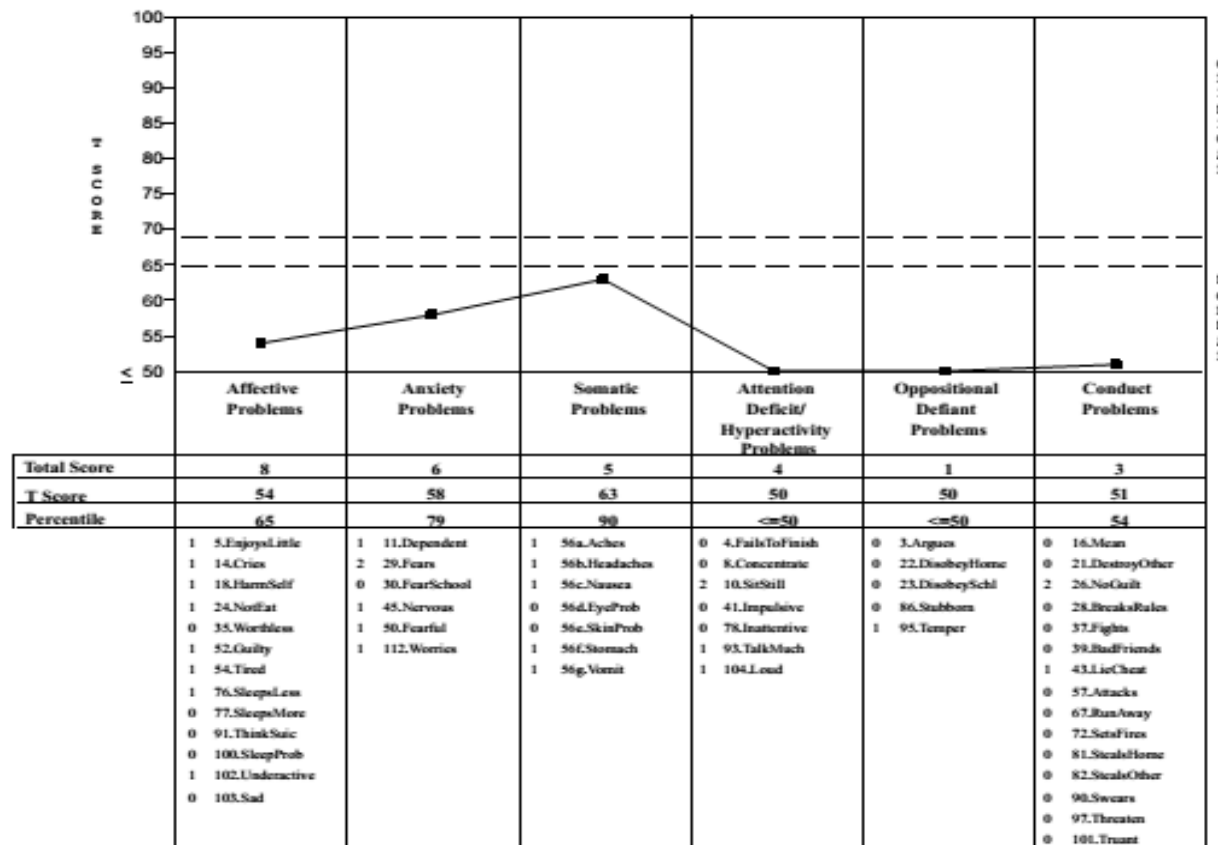 100
95
90
85
80
75
70
65
60
55
≤ 50
T SCORE
Affective Problems
Anxiety Problems
Somatic Problems
Attention Deficit/ Hyperactivity Problems
Oppositional Defiant Problems
Conduct Problems
Total Score 8 6 5 4 1 3
T Score 54 58 63 50 50 51
Percentile 65 79 90 <=50 <=50 54
1 5.EnjoysLittle
1 14.Cries
1 18.HarmSelf
1 24.NotEat
0 35.Worthless
1 52.Guilty
1 54.Tired
1 76.SleepsLess
0 77.SleepsMore
0 91.ThinkSuic
0 100.SleepProb
1 102.Underactive
0 103.Sad
1 11.Dependent
2 29.Fears
0 30.FearSchool
1 45.Nervous
1 50.Fearful
1 112.Worries
1 56a.Aches
1 56b.Headaches
1 56c.Nausea
0 56d.EyeProb
0 56e.SkinProb
1 56f.Stomach
1 56g.Vomit
0 4.FailsToFinish
0 8.Concentrate
2 10.SitStill
0 41.Impulsive
0 78.Inattentive
1 93.TalkMuch
1 104.Loud
0 3.Argues
0 22.DisobeyHome
0 23.DisobeySchl
0 86.Stubborn
1 95.Temper
0 16.Mean
0 21.DestroyOther
2 26.NoGuilt
0 28.BreaksRules
0 37.Fights
0 39.BadFriends
1 43.LieCheat
0 57.Attacks
0 67.RunAway
0 72.SetsFires
0 81.StealsHome
0 82.StealsOther
0 90.Swears
0 97.Threaten
0 101.Truant